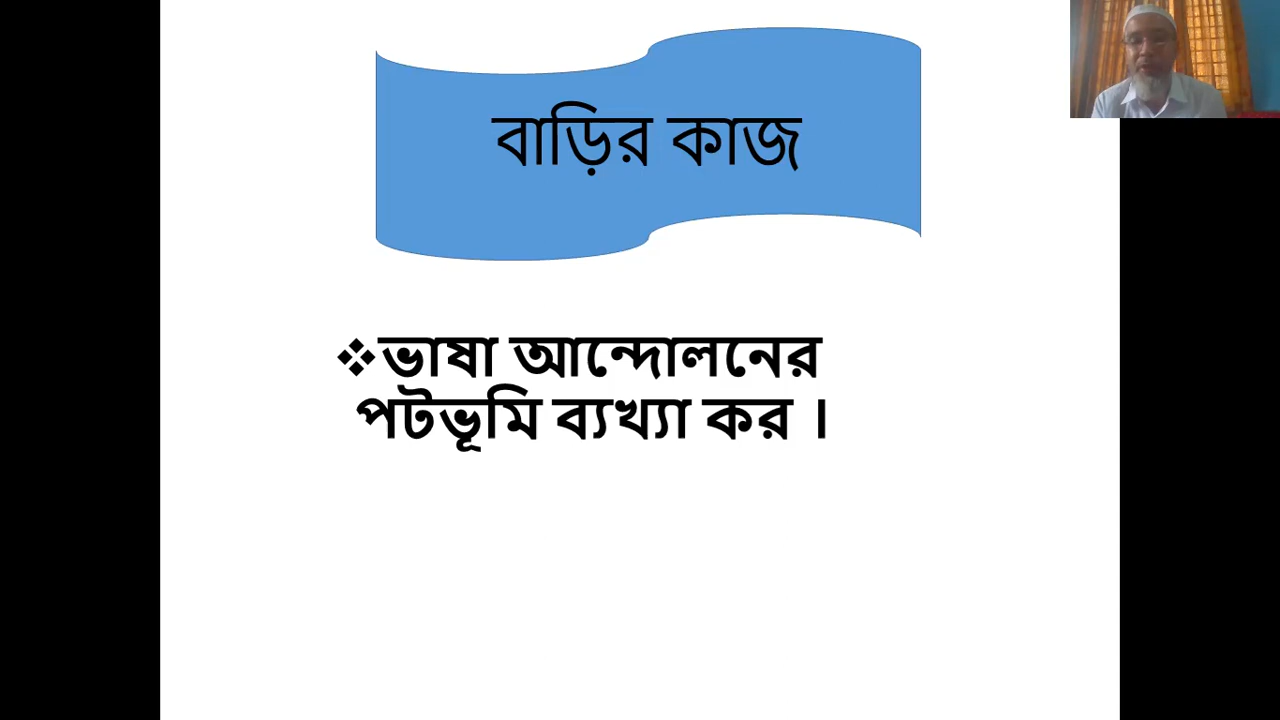 বাড়ির কাজ
❖ভাষা আন্দোলনের
পটভূমি ব্যখ্যা কর ।